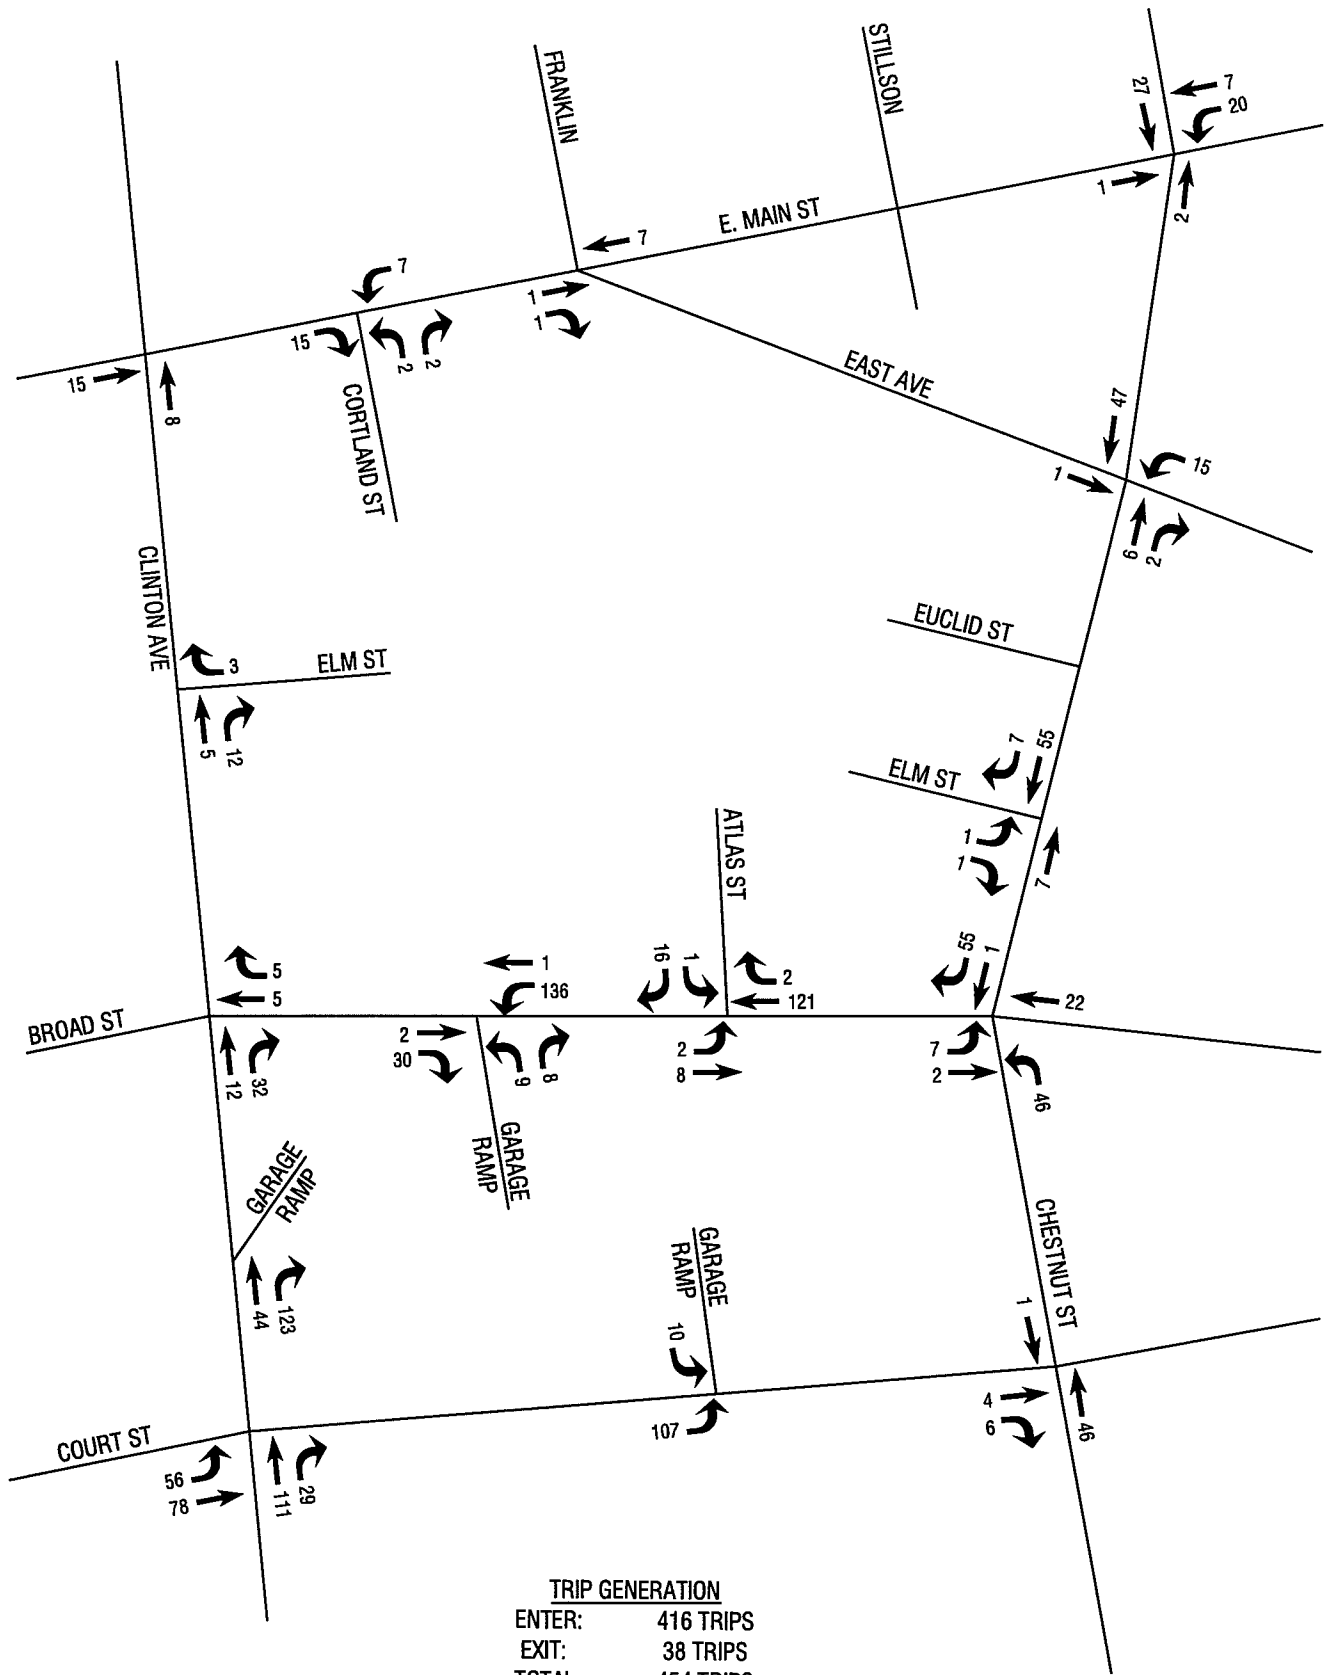 FRANKLIN
STILLSON
27
7
20
E. MAIN ST
7
1
2
7
1
1
15
2
2
15
8
CORTLAND ST
EAST AVE
47
1
15
6
2
CLINTON AVE
EUCLID ST
3
ELM ST
5
12
7
55
ELM ST
1
1
7
ATLAS ST
5
5
1
136
16
1
2
121
55
1
22
BROAD ST
12
32
2
30
9
8
2
8
7
2
46
GARAGE
RAMP
GARAGE
RAMP
GARAGE
RAMP
CHESTNUT ST
44
123
10
1
107
4
6
46
COURT ST
56
78
111
29
TRIP GENERATION
ENTER: 416 TRIPS
EXIT: 38 TRIPS